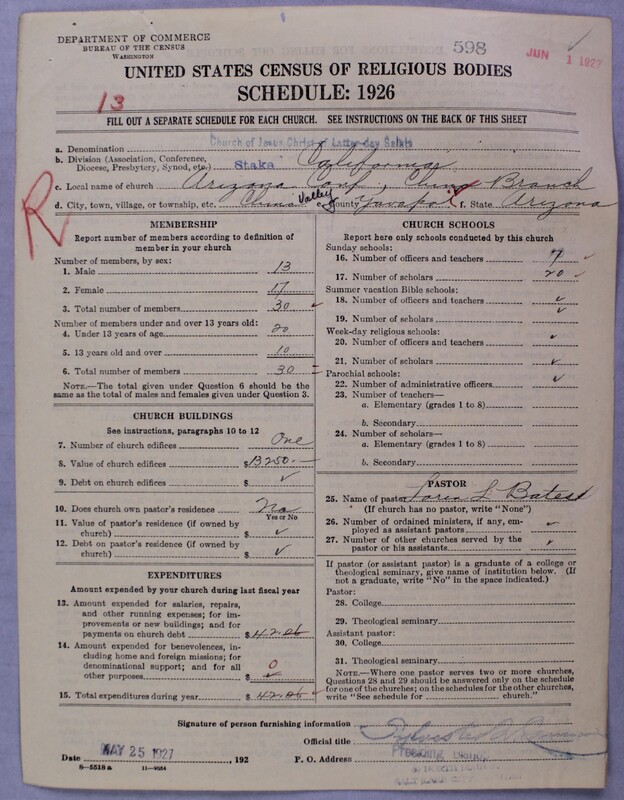 DEPARTMENT OF COMMERCE
BUREAU OF THE CENSUS
WASHINGTON
598
JUN 1 1927
UNITED STATES CENSUS OF RELIGIOUS BODIES
SCHEDULE: 1926
13
FILL OUT A SEPARATE SCHEDULE FOR EACH CHURCH. SEE INSTRUCTIONS ON THE BACK OF THIS SHEET
Church of Jesus Christ of Latter-day Saints
a. Denomination
b. Division (Association, Conference, Diocese, Presbytery, Synod, etc.) Stake California
c. Local name of church Arizona Conf, Chino Branch
d. City, town, village, or township, etc. Chino Valley e. County Yavapai f. State Arizona
R
MEMBERSHIP
Report number of members according to definition of
member in your church
Number of members, by sex:
1. Male 13
2. Female 17
3. Total number of members 30
Number of members under and over 13 years old:
4. Under 13 years of age 20
5. 13 years old and over 10
6. Total number of members 30
NOTE.—The total given under Question 6 should be
the same as the total of males and females given under Question 3.
CHURCH BUILDINGS
See instructions, paragraphs 10 to 12
7. Number of church edifices One
8. Value of church edifices $
9. Debt on church edifices $ ✓
10. Does church own pastor's residence No
Yes or No
11. Value of pastor's residence (if owned by
church) $ ✓
12. Debt on pastor's residence (if owned by
church) $ ✓
EXPENDITURES
Amount expended by your church during last fiscal year
13. Amount expended for salaries, repairs,
and other running expenses; for im-
provements or new buildings; and for
payments on church debt $ 42.06
14. Amount expended for benevolences, in-
cluding home and foreign missions; for
denominational support; and for all
other purposes $ 0
15. Total expenditures during year $ 42.06
CHURCH SCHOOLS
Report here only schools conducted by this church
Sunday schools:
16. Number of officers and teachers 7
17. Number of scholars 20
Summer vacation Bible schools:
18. Number of officers and teachers ✓
19. Number of scholars ✓
Week-day religious schools:
20. Number of officers and teachers ✓
21. Number of scholars ✓
Parochial schools:
22. Number of administrative officers ✓
23. Number of teachers—
a. Elementary (grades 1 to 8)
b. Secondary
24. Number of scholars—
a. Elementary (grades 1 to 8)
b. Secondary
PASTOR
25. Name of pastor Loren L Bates
(If church has no pastor, write "None")
26. Number of ordained ministers, if any, em-
ployed as assistant pastors ✓
27. Number of other churches served by the
pastor or his assistants ✓
If pastor (or assistant pastor) is a graduate of a college or
theological seminary, give name of institution below. (If
not a graduate, write "No" in the space indicated.)
Pastor:
28. College
29. Theological seminary
Assistant pastor:
30. College
31. Theological seminary
NOTE.—Where one pastor serves two or more churches,
Questions 28 and 29 should be answered only on the schedule
for one of the churches; on the schedules for the other churches,
write "See schedule for church."
Signature of person furnishing information
Official title Presiding Bishop
Date MAY 25 1927, 192 P. O. Address
8—5518a 11—9554